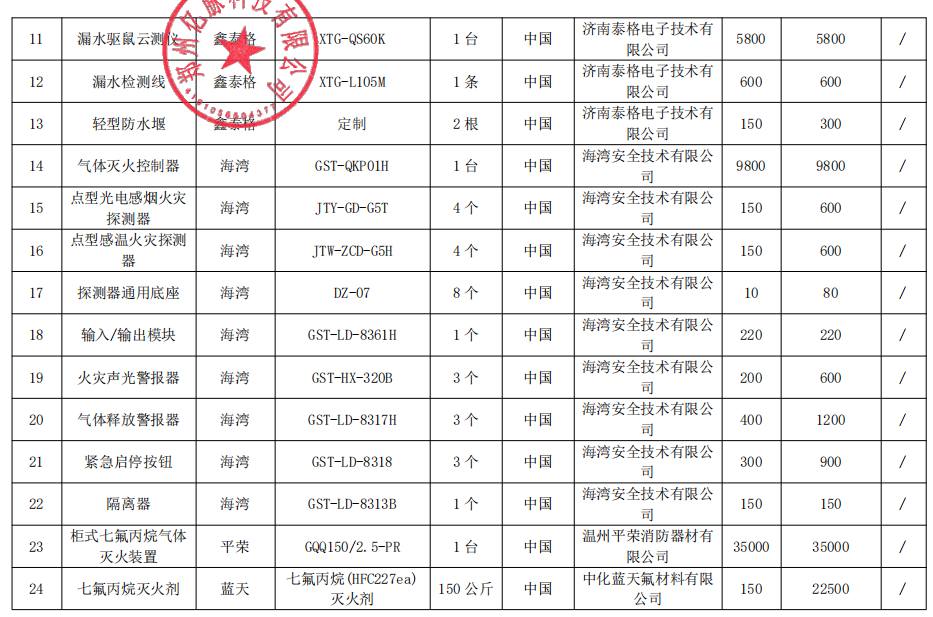 郑州亿脉科技有限公司
11 漏水驱鼠云测仪 鑫泰格 XTG-QS60K 1 台 中国 济南泰格电子技术有限公司 5800 5800 /
12 漏水检测线 鑫泰格 XTG-L105M 1 条 中国 济南泰格电子技术有限公司 600 600 /
13 轻型防水堰 鑫泰格 定制 2 根 中国 济南泰格电子技术有限公司 150 300 /
14 气体灭火控制器 海湾 GST-QKP01H 1 台 中国 海湾安全技术有限公司 9800 9800 /
15 点型光电感烟火灾探测器 海湾 JTY-GD-G5T 4 个 中国 海湾安全技术有限公司 150 600 /
16 点型感温火灾探测器 海湾 JTW-ZCD-G5H 4 个 中国 海湾安全技术有限公司 150 600 /
17 探测器通用底座 海湾 DZ-07 8 个 中国 海湾安全技术有限公司 10 80 /
18 输入/输出模块 海湾 GST-LD-8361H 1 个 中国 海湾安全技术有限公司 220 220 /
19 火灾声光警报器 海湾 GST-HX-320B 3 个 中国 海湾安全技术有限公司 200 600 /
20 气体释放警报器 海湾 GST-LD-8317H 3 个 中国 海湾安全技术有限公司 400 1200 /
21 紧急启停按钮 海湾 GST-LD-8318 3 个 中国 海湾安全技术有限公司 300 900 /
22 隔离器 海湾 GST-LD-8313B 1 个 中国 海湾安全技术有限公司 150 150 /
23 柜式七氟丙烷气体灭火装置 平荣 GQQ150/2.5-PR 1 台 中国 温州平荣消防器材有限公司 35000 35000 /
24 七氟丙烷灭火剂 蓝天 七氟丙烷(HFC227ea)灭火剂 150 公斤 中国 中化蓝天氟材料有限公司 150 22500 /